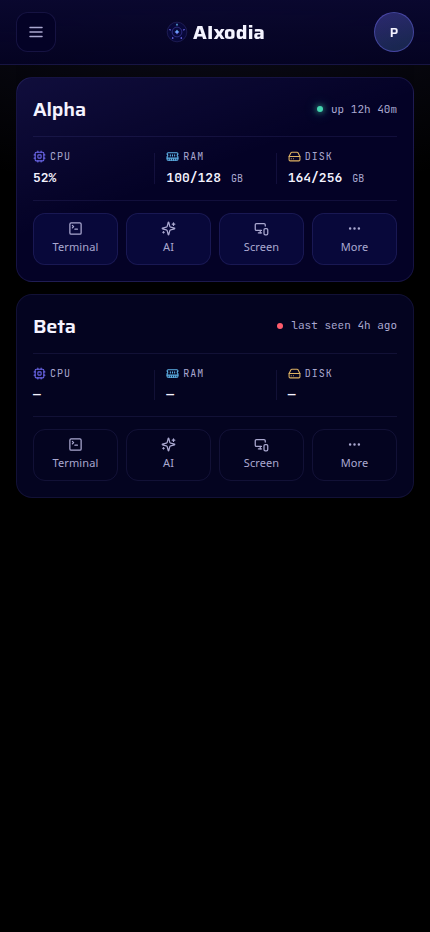 AIxodia
P
Alpha
up 12h 40m
CPU
RAM
DISK
52%
100/128 GB
164/256 GB
Terminal
AI
Screen
More
Beta
last seen 4h ago
CPU
RAM
DISK
—
—
—
Terminal
AI
Screen
More